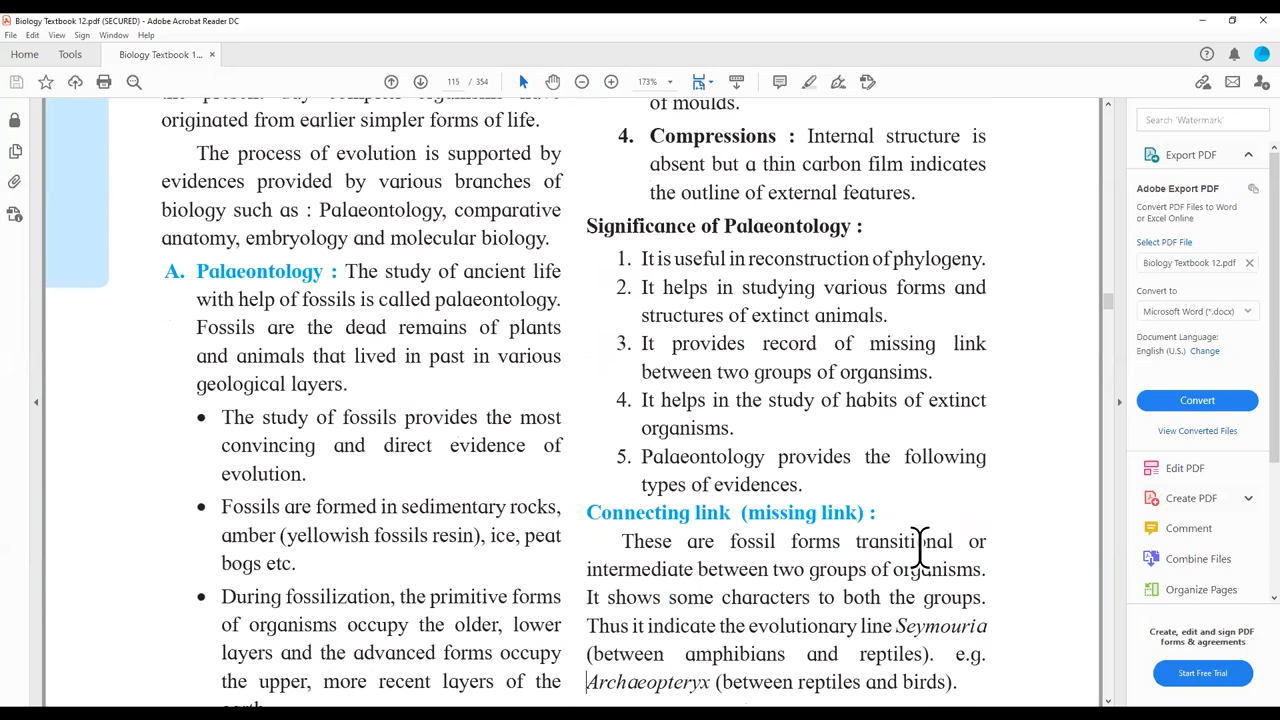 Biology Textbook 12.pdf (SECURED) - Adobe Acrobat Reader DC
File Edit View Sign Window Help
Home Tools Biology Textbook 1... ×
115 / 354 173%
originated from earlier simpler forms of life.
The process of evolution is supported by
evidences provided by various branches of
biology such as : Palaeontology, comparative
anatomy, embryology and molecular biology.
A. Palaeontology : The study of ancient life
with help of fossils is called palaeontology.
Fossils are the dead remains of plants
and animals that lived in past in various
geological layers.
• The study of fossils provides the most
convincing and direct evidence of
evolution.
• Fossils are formed in sedimentary rocks,
amber (yellowish fossils resin), ice, peat
bogs etc.
• During fossilization, the primitive forms
of organisms occupy the older, lower
layers and the advanced forms occupy
the upper, more recent layers of the
of moulds.
4. Compressions : Internal structure is
absent but a thin carbon film indicates
the outline of external features.
Significance of Palaeontology :
1. It is useful in reconstruction of phylogeny.
2. It helps in studying various forms and
structures of extinct animals.
3. It provides record of missing link
between two groups of organsims.
4. It helps in the study of habits of extinct
organisms.
5. Palaeontology provides the following
types of evidences.
Connecting link (missing link) :
These are fossil forms transitional or
intermediate between two groups of organisms.
It shows some characters to both the groups.
Thus it indicate the evolutionary line Seymouria
(between amphibians and reptiles). e.g.
Archaeopteryx (between reptiles and birds).
Search 'Watermark'
Export PDF
Adobe Export PDF
Convert PDF Files to Word
or Excel Online
Select PDF File
Biology Textbook 12.pdf ×
Convert to
Microsoft Word (*.docx)
Document Language:
English (U.S.) Change
Convert
View Converted Files
Edit PDF
Create PDF
Comment
Combine Files
Organize Pages
Create, edit and sign PDF
forms & agreements
Start Free Trial